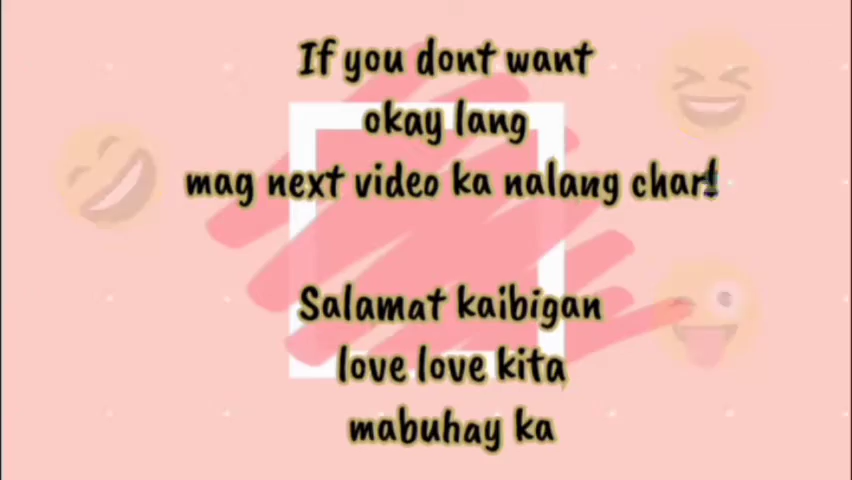 If you dont want
okay lang
mag next video ka nalang char!
Salamat kaibigan
love love kita
mabuhay ka